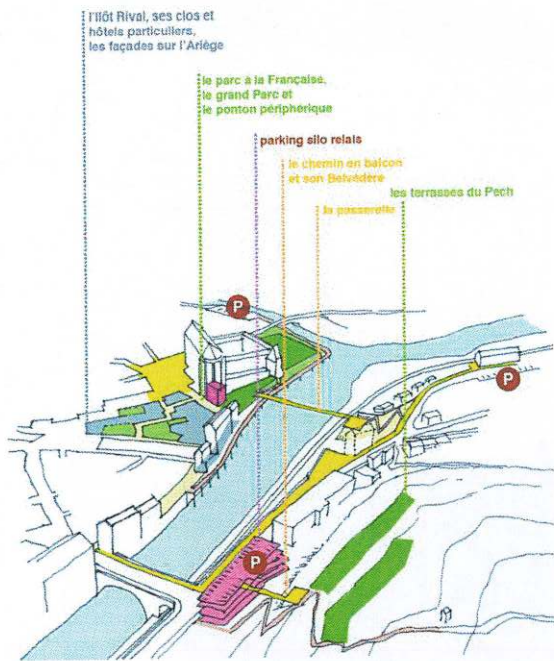 l'îlôt Rival, ses clos et
hôtels particuliers,
les façades sur l'Ariège
le parc à la Française,
le grand Parc et
le ponton périphérique
parking silo relais
le chemin en balcon
et son Belvédère
les terrasses du Pech
la passerelle
P
P
P